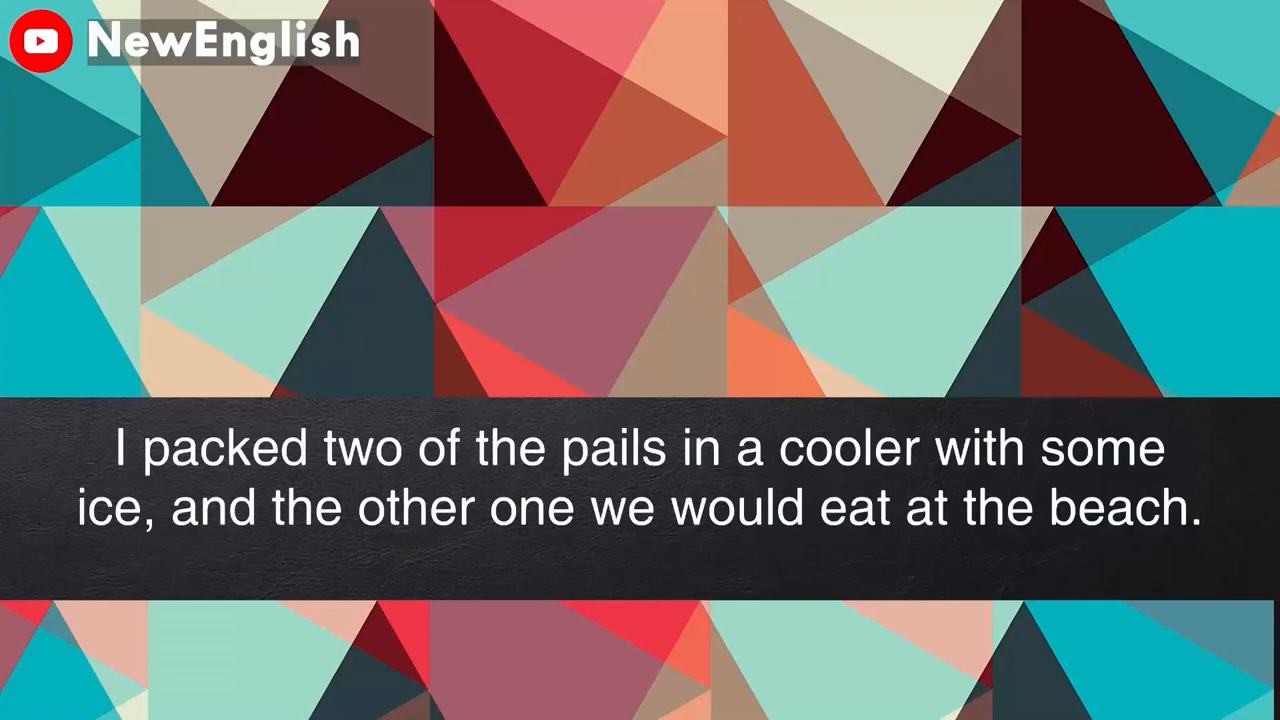 NewEnglish
I packed two of the pails in a cooler with some
ice, and the other one we would eat at the beach.